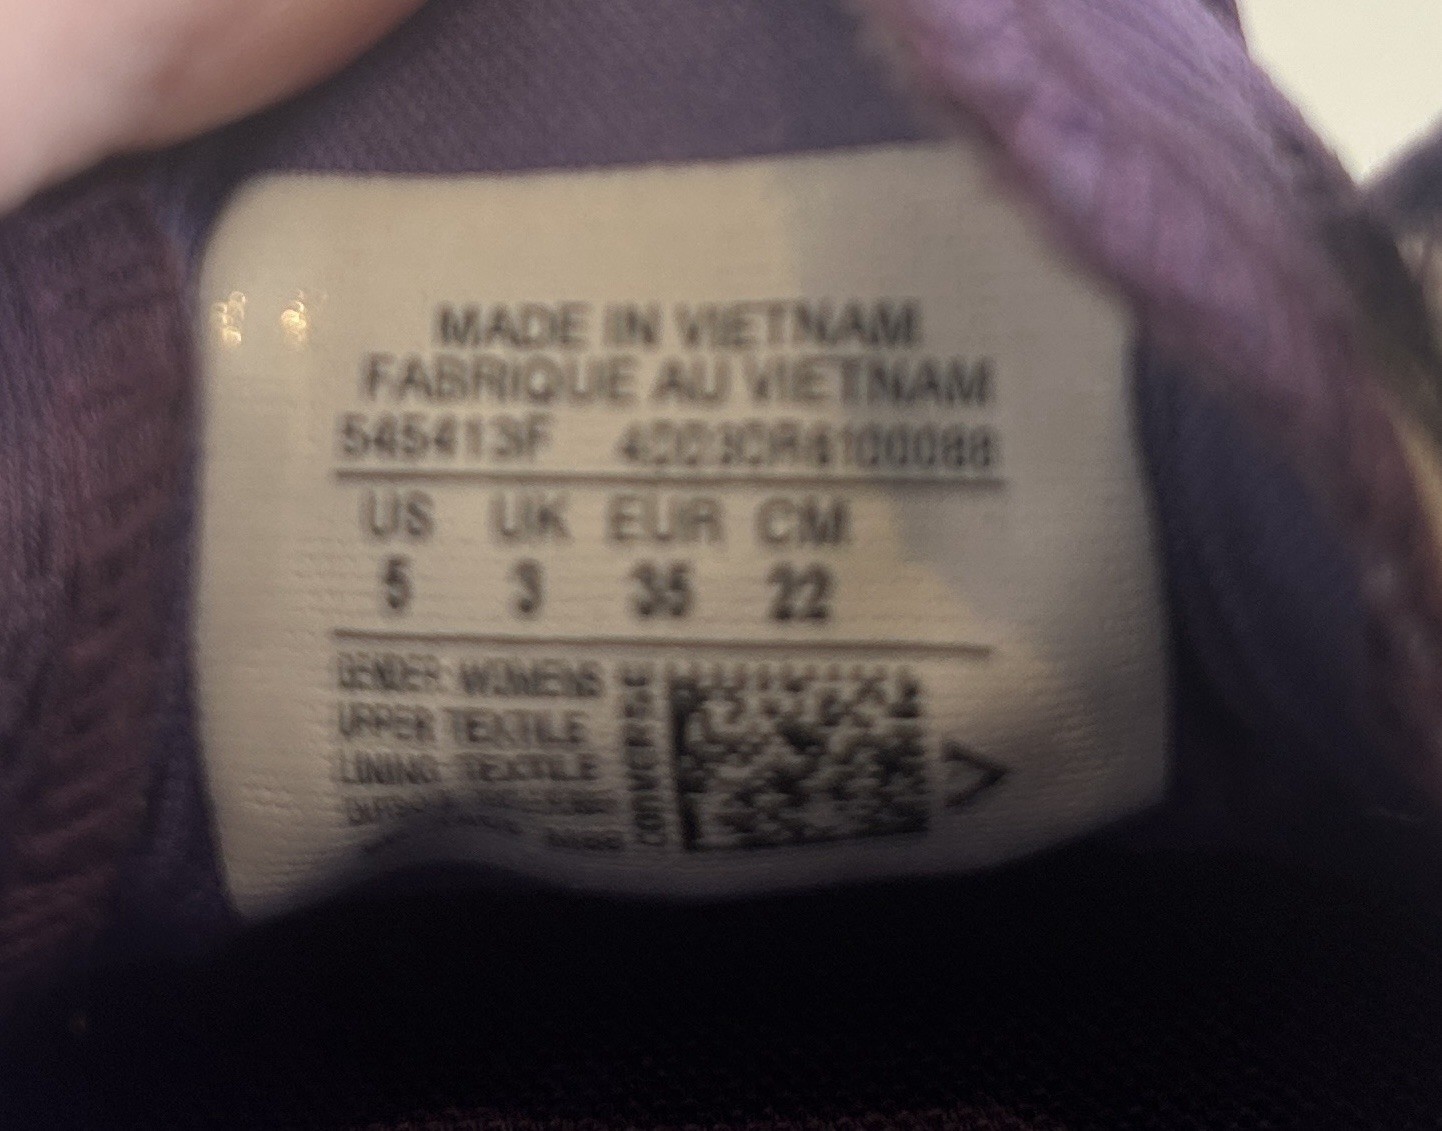 MADE IN VIETNAM
FABRIQUE AU VIETNAM
545413F
US UK EUR CM
5 3 35 22
GENDER: WOMENS
UPPER TEXTILE
LINING: TEXTILE
CONVERSE